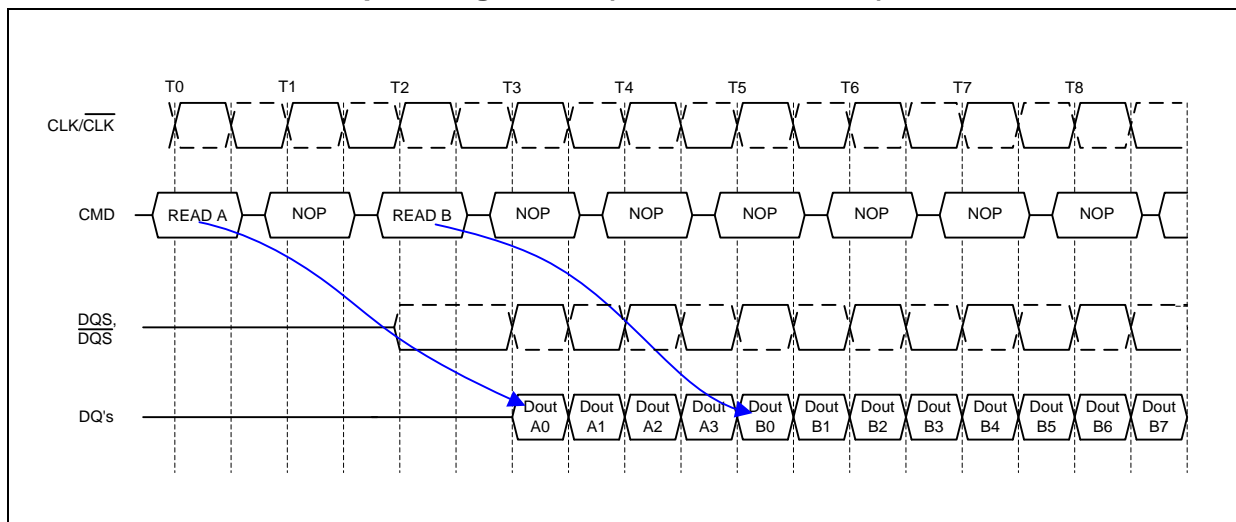 T0 T1 T2 T3 T4 T5 T6 T7 T8
CLK/CLK
CMD READ A NOP READ B NOP NOP NOP NOP NOP NOP
DQS,
DQS
DQ's
Dout Dout Dout Dout Dout Dout Dout Dout Dout Dout Dout Dout
A0 A1 A2 A3 B0 B1 B2 B3 B4 B5 B6 B7